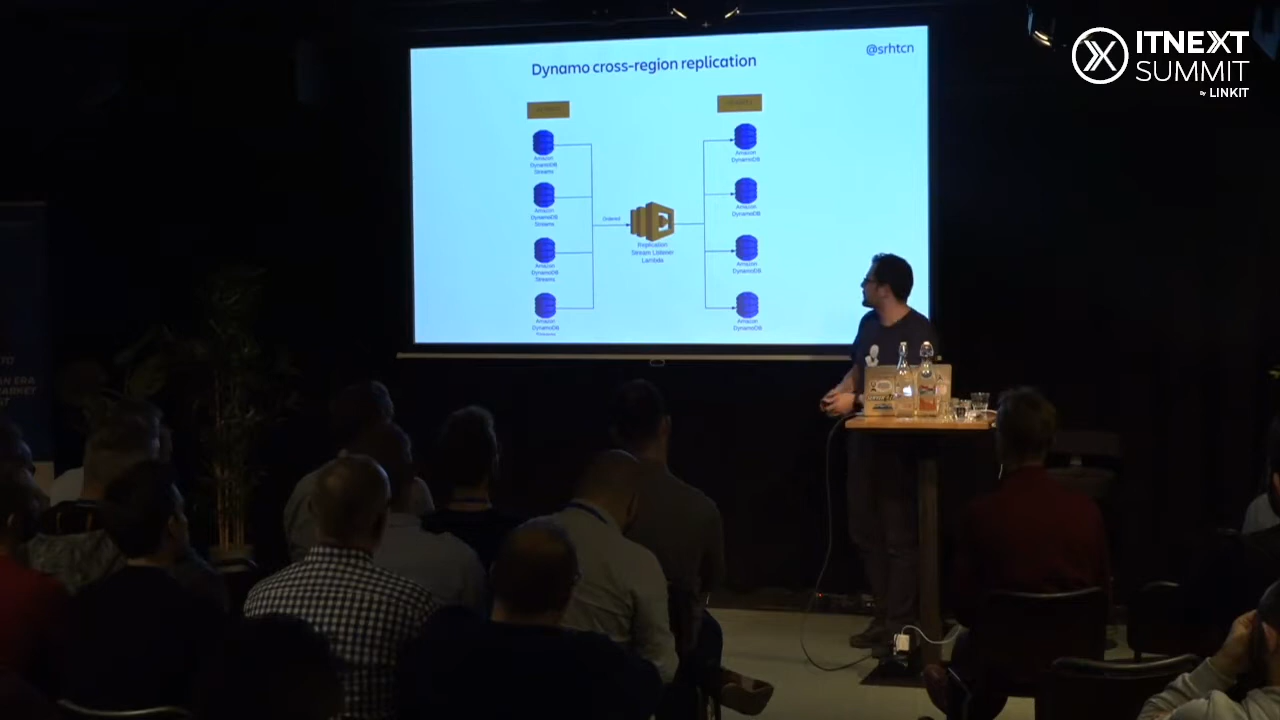 ITNEXT
SUMMIT
By LINKIT
@srhtcn
Dynamo cross-region replication
Amazon
DynamoDB
Streams
Amazon
DynamoDB
Streams
Amazon
DynamoDB
Streams
Amazon
DynamoDB
Streams
Ordered
Replication
Stream Listener
Lambda
Amazon
DynamoDB
Amazon
DynamoDB
Amazon
DynamoDB
Amazon
DynamoDB